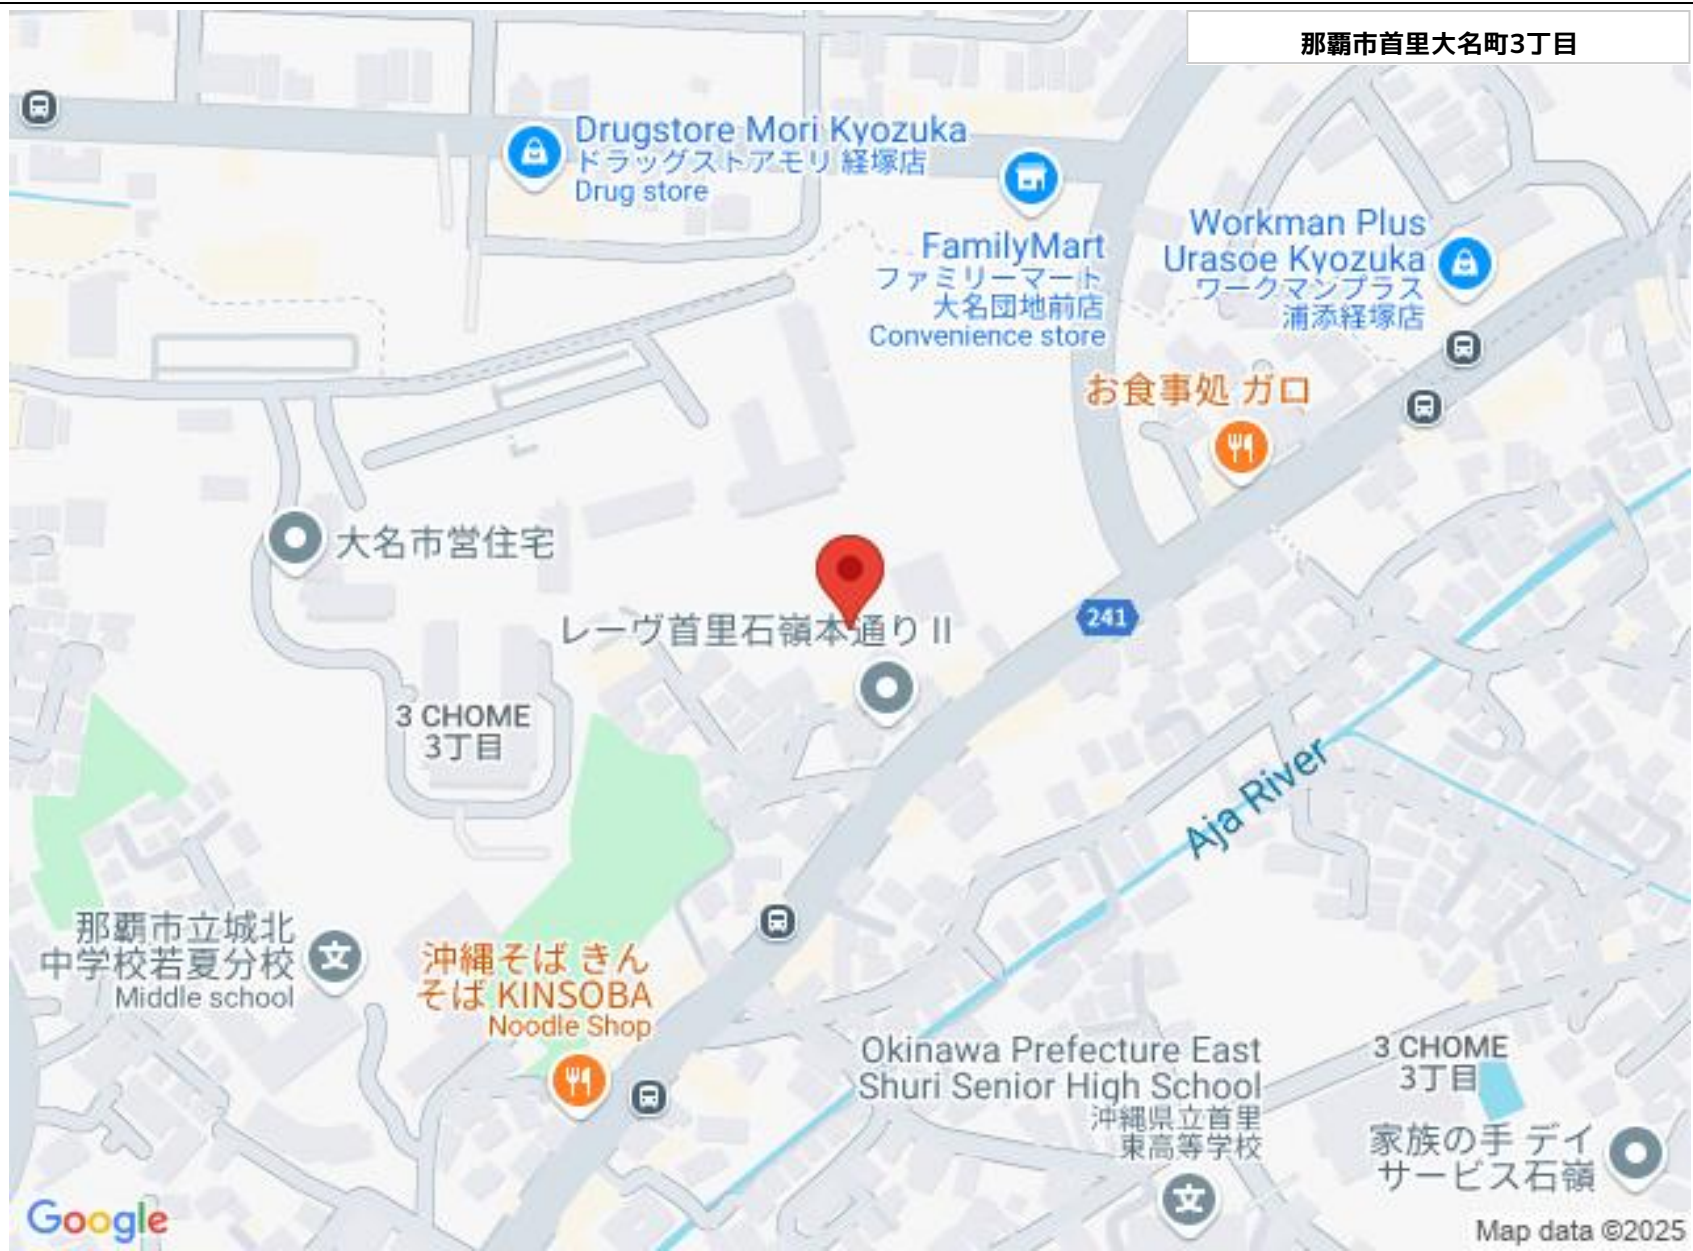 那覇市首里大名町3丁目
Drugstore Mori Kyozuka
ドラッグストアモリ 経塚店
Drug store
FamilyMart
ファミリーマート
大名団地前店
Convenience store
Workman Plus
Urasoe Kyozuka
ワークマンプラス
浦添経塚店
お食事処 ガロ
大名市営住宅
レーヴ首里石嶺本通り II
241
3 CHOME
3丁目
Aja River
那覇市立城北
中学校若夏分校
Middle school
文
沖縄そば きん
そば KINSOBA
Noodle Shop
Okinawa Prefecture East
Shuri Senior High School
沖縄県立首里
東高等学校
文
3 CHOME
3丁目
家族の手 デイ
サービス石嶺
Google
Map data ©2025